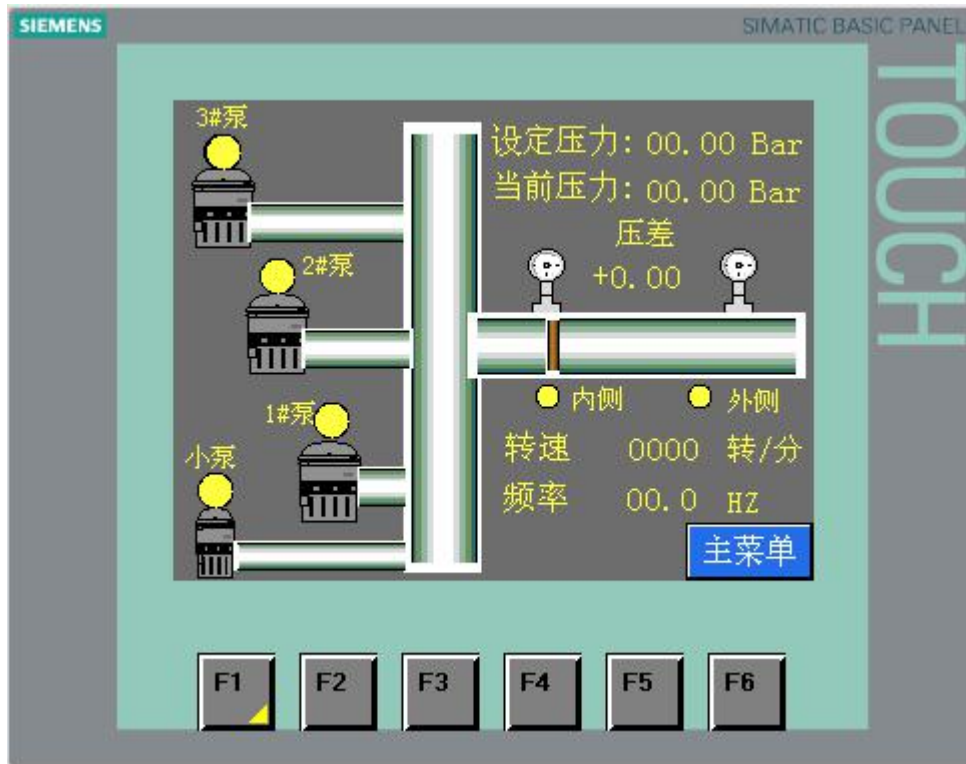 SIEMENS
SIMATIC BASIC PANEL
TOUCH
3#泵
设定压力: 00.00 Bar
当前压力: 00.00 Bar
压差
+0.00
2#泵
内侧
外侧
1#泵
转速 0000 转/分
小泵
频率 00.0 HZ
主菜单
F1 F2 F3 F4 F5 F6